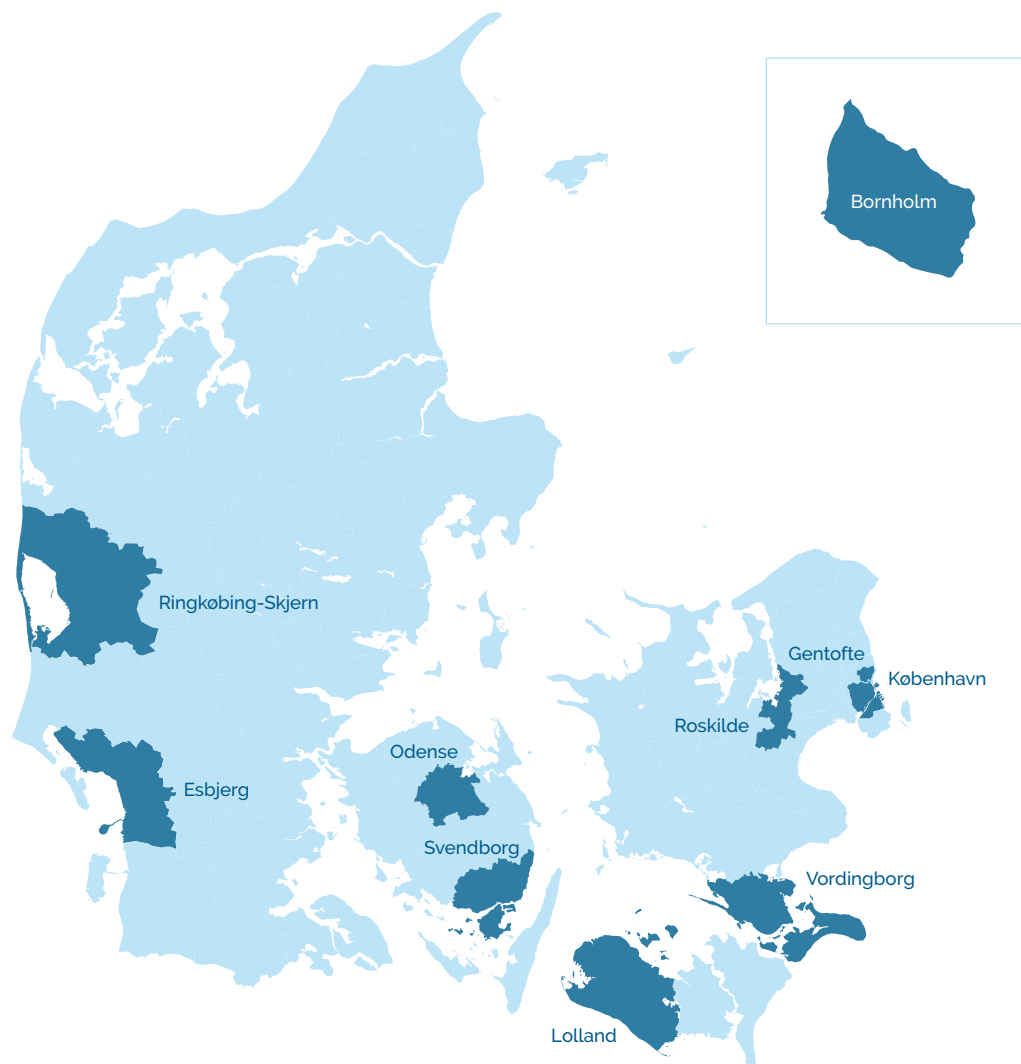 Bornholm
Ringkøbing-Skjern
Gentofte
København
Roskilde
Odense
Esbjerg
Svendborg
Vordingborg
Lolland